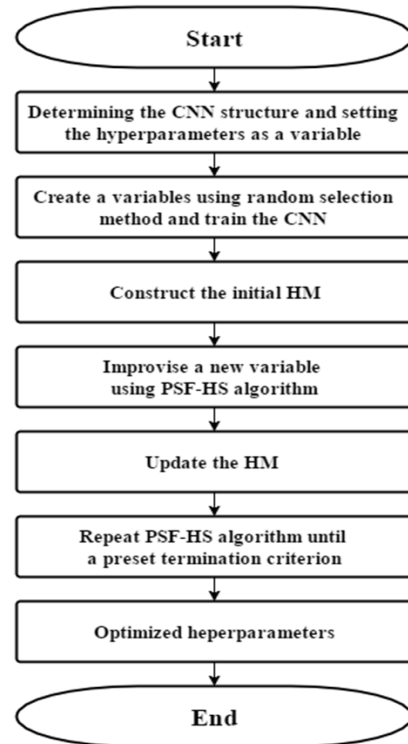 Start
Determining the CNN structure and setting
the hyperparameters as a variable
Create a variables using random selection
method and train the CNN
Construct the initial HM
Improvise a new variable
using PSF-HS algorithm
Update the HM
Repeat PSF-HS algorithm until
a preset termination criterion
Optimized heperparameters
End